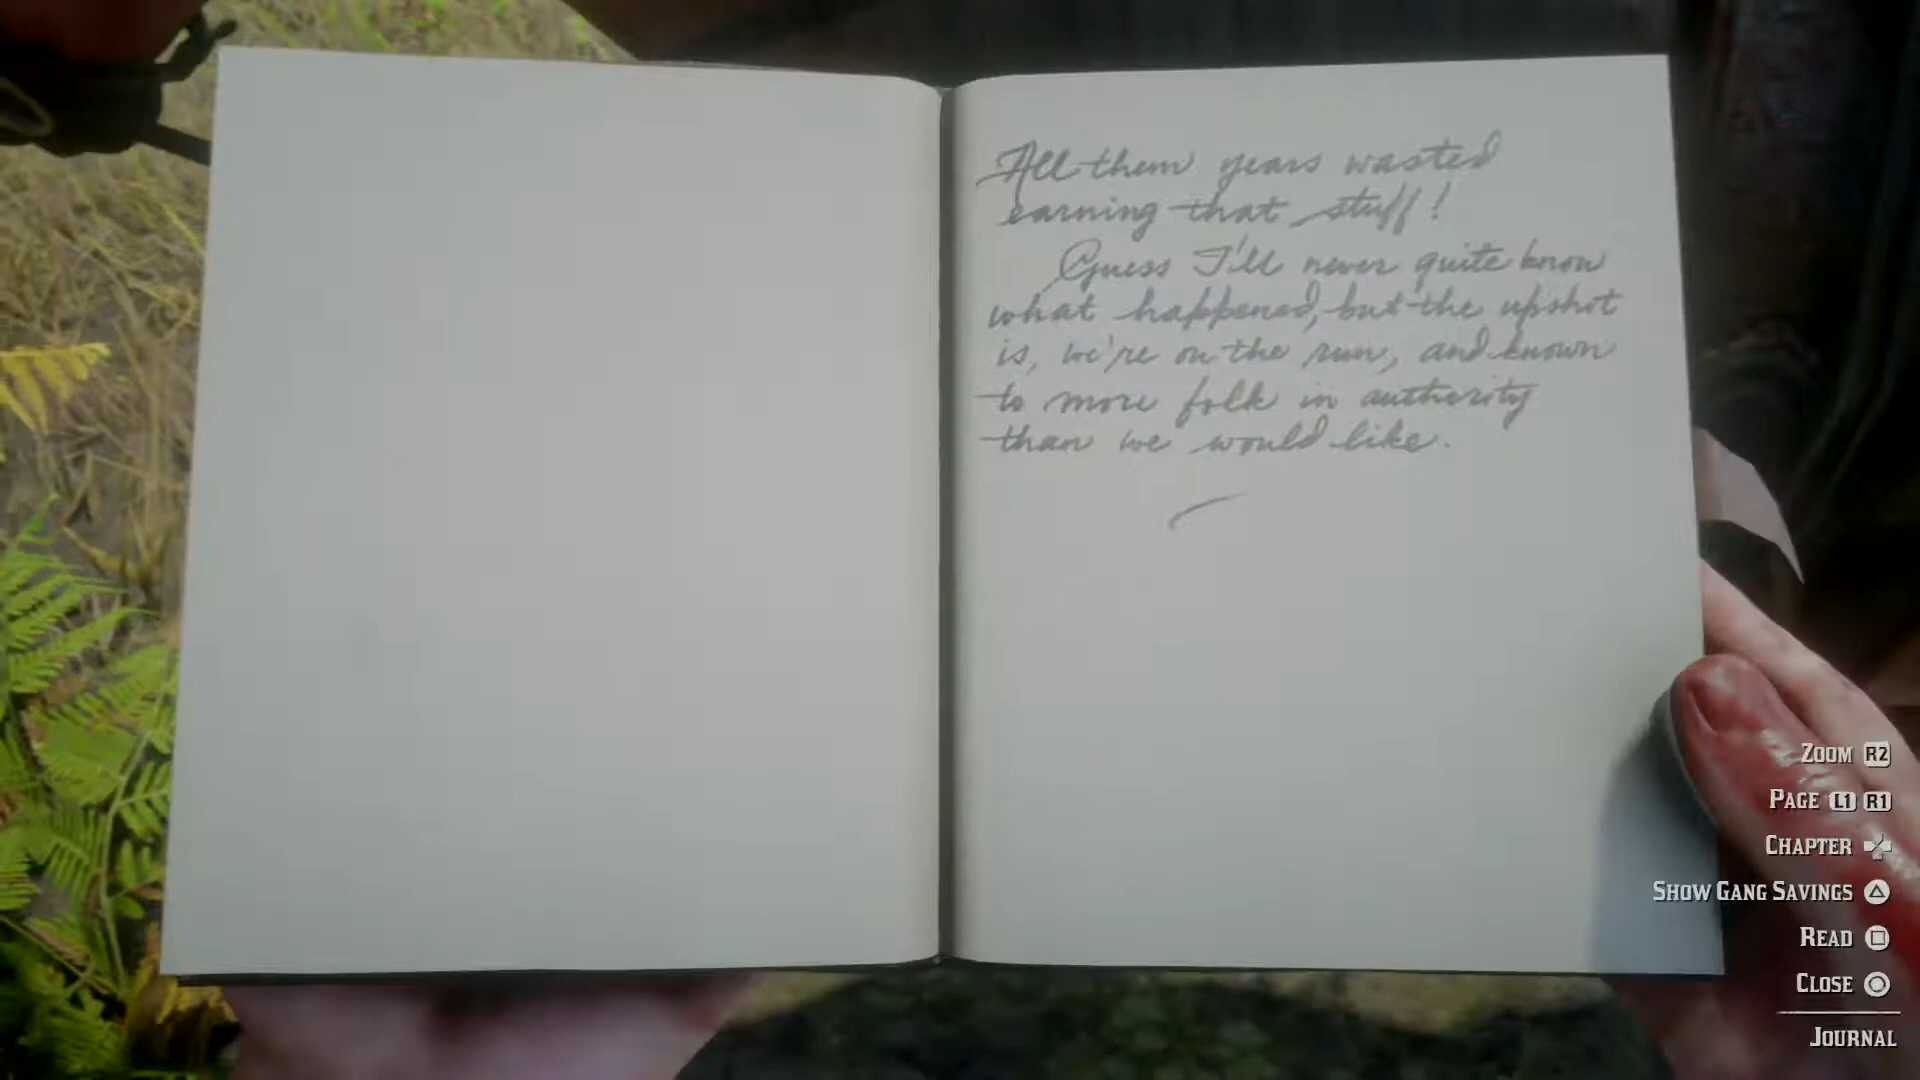 All them years wasted
earning that stuff!
Guess I'll never quite know
what happened, but the upshot
is, we're on the run, and known
to more folk in authority
than we would like.
ZOOM R2
PAGE L1 R1
CHAPTER
SHOW GANG SAVINGS
READ
CLOSE
JOURNAL